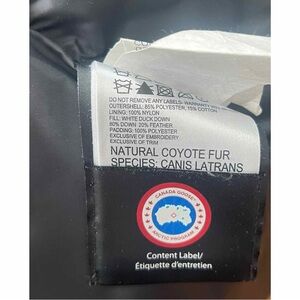 DO NOT REMOVE ANY LABELS- WARRANTY
OUTERSHELL: 85% POLYESTER, 15% COTTON
LINING: 100% NYLON
FILL: WHITE DUCK DOWN
80% DOWN 20% FEATHER
PADDING: 100% POLYESTER
EXCLUSIVE OF EMBROIDERY
EXCLUSIVE OF TRIM
NATURAL COYOTE FUR
SPECIES: CANIS LATRANS
CANADA GOOSE
ARCTIC PROGRAM
Content Label/
Étiquette d'entretien